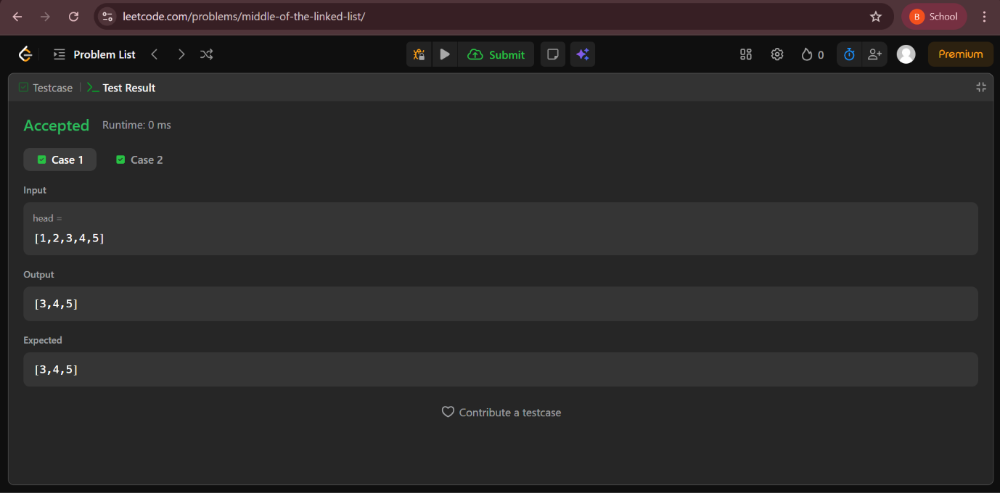 leetcode.com/problems/middle-of-the-linked-list/
B School
Problem List Submit 0 Premium
Testcase Test Result
Accepted Runtime: 0 ms
Case 1 Case 2
Input
head =
[1,2,3,4,5]
Output
[3,4,5]
Expected
[3,4,5]
Contribute a testcase